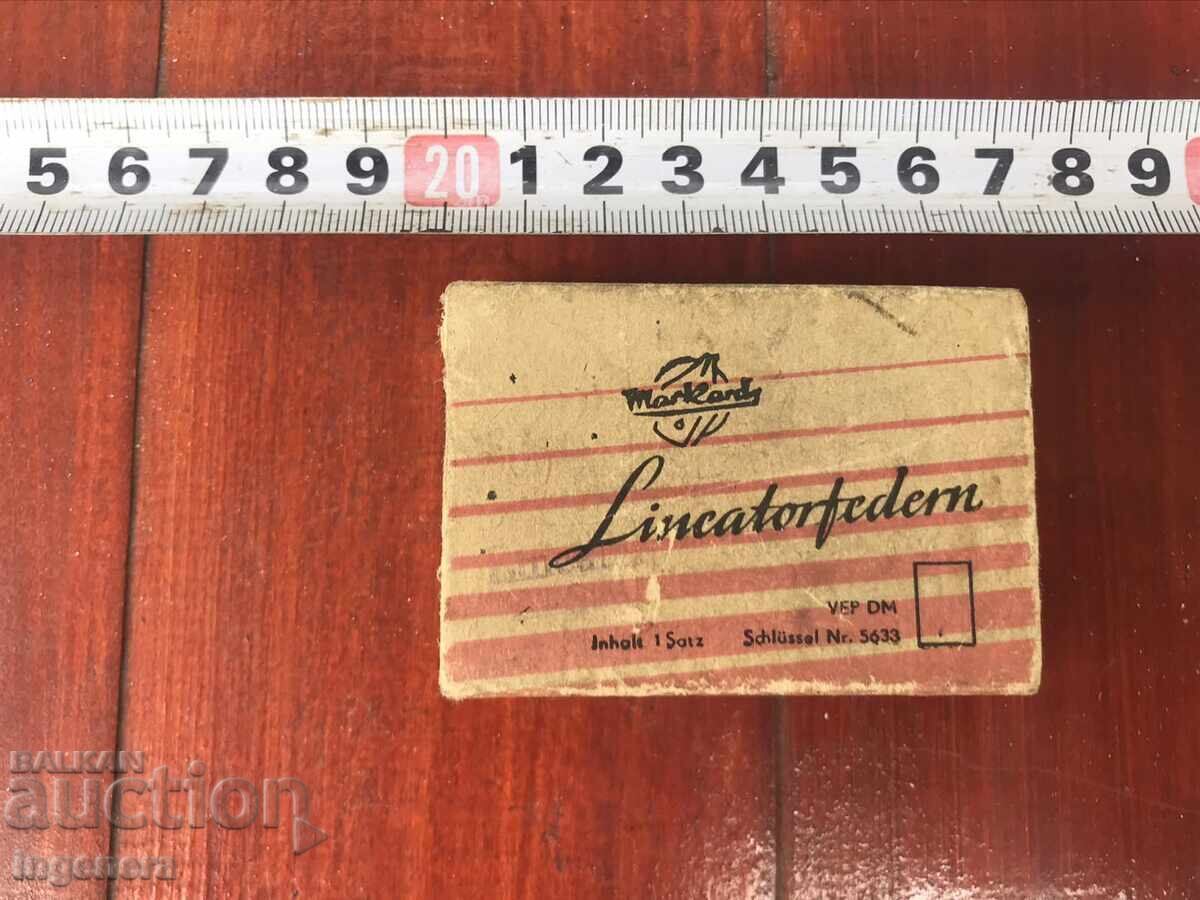 5 6 7 8 9 20 1 2 3 4 5 6 7 8 9
Markant
Lineatorfedern
VEP DM
Inhalt 1 Satz Schlüssel Nr. 5633
BALKAN
auction
Ingenera